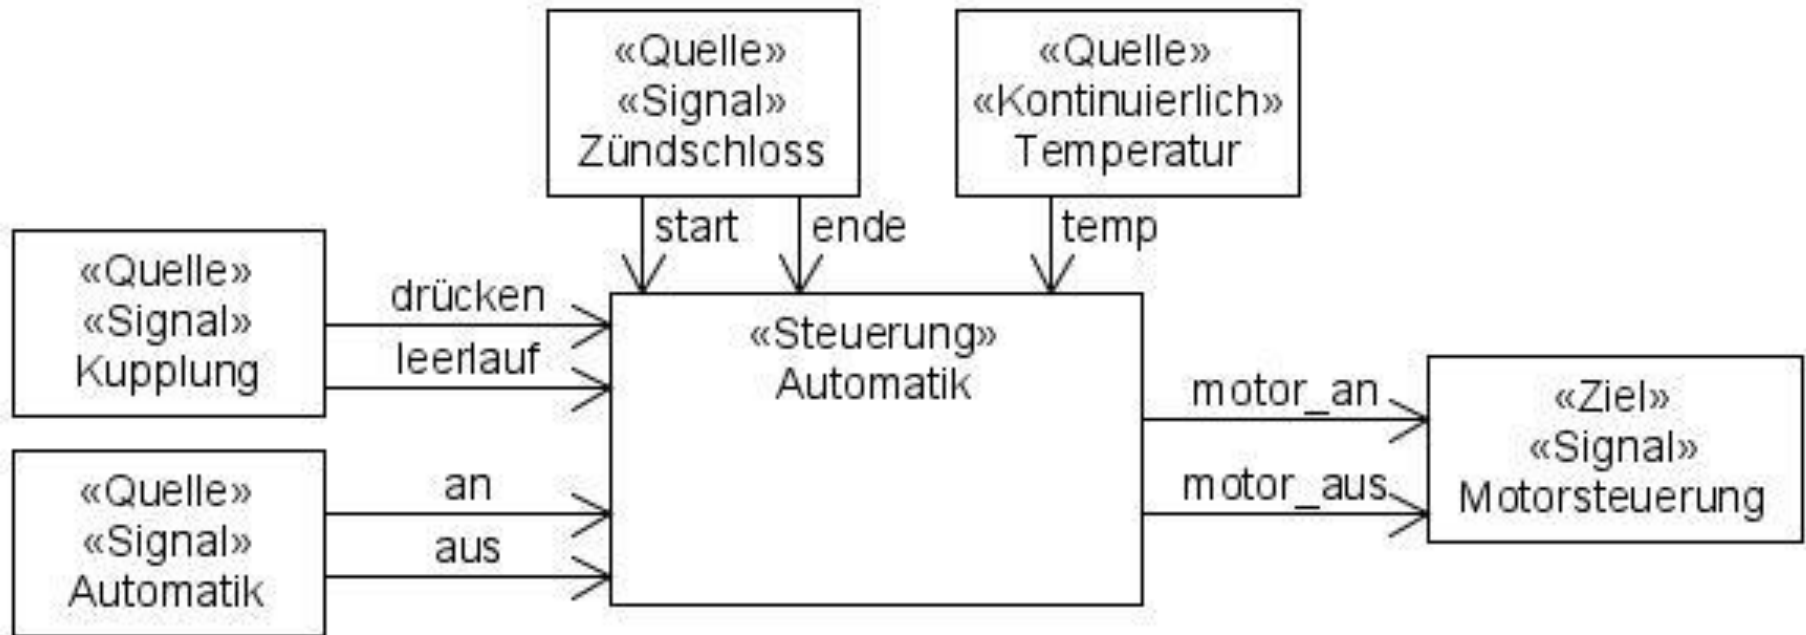 «Quelle»
«Signal»
Zündschloss
«Quelle»
«Kontinuierlich»
Temperatur
start
ende
temp
«Quelle»
«Signal»
Kupplung
drücken
leerlauf
«Steuerung»
Automatik
«Quelle»
«Signal»
Automatik
an
aus
motor_an
motor_aus
«Ziel»
«Signal»
Motorsteuerung